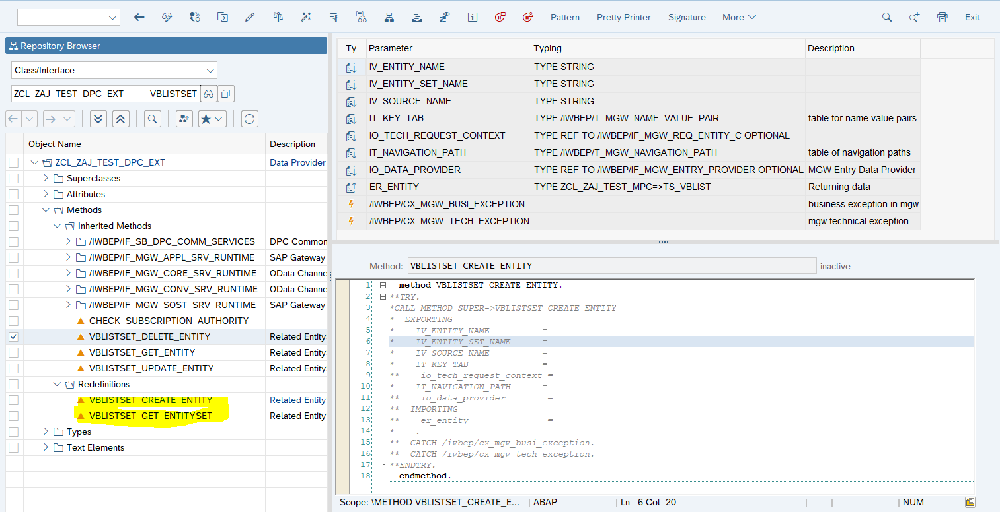 Pattern Pretty Printer Signature More Exit
Repository Browser
Class/Interface
ZCL_ZAJ_TEST_DPC_EXT VBLISTSET_
Object Name Description
ZCL_ZAJ_TEST_DPC_EXT Data Provider
Superclasses
Attributes
Methods
Inherited Methods
/IWBEP/IF_SB_DPC_COMM_SERVICES DPC Common
/IWBEP/IF_MGW_APPL_SRV_RUNTIME SAP Gateway
/IWBEP/IF_MGW_CORE_SRV_RUNTIME OData Channe
/IWBEP/IF_MGW_CONV_SRV_RUNTIME OData Channe
/IWBEP/IF_MGW_SOST_SRV_RUNTIME SAP Gateway
CHECK_SUBSCRIPTION_AUTHORITY
VBLISTSET_DELETE_ENTITY Related EntityS
VBLISTSET_GET_ENTITY Related EntityS
VBLISTSET_UPDATE_ENTITY Related EntityS
Redefinitions
VBLISTSET_CREATE_ENTITY Related EntityS
VBLISTSET_GET_ENTITYSET Related EntityS
Types
Text Elements
Ty. Parameter Typing Description
IV_ENTITY_NAME TYPE STRING
IV_ENTITY_SET_NAME TYPE STRING
IV_SOURCE_NAME TYPE STRING
IT_KEY_TAB TYPE /IWBEP/T_MGW_NAME_VALUE_PAIR table for name value pairs
IO_TECH_REQUEST_CONTEXT TYPE REF TO /IWBEP/IF_MGW_REQ_ENTITY_C OPTIONAL
IT_NAVIGATION_PATH TYPE /IWBEP/T_MGW_NAVIGATION_PATH table of navigation paths
IO_DATA_PROVIDER TYPE REF TO /IWBEP/IF_MGW_ENTRY_PROVIDER OPTIONAL MGW Entry Data Provider
ER_ENTITY TYPE ZCL_ZAJ_TEST_MPC=>TS_VBLIST Returning data
/IWBEP/CX_MGW_BUSI_EXCEPTION business exception in mgw
/IWBEP/CX_MGW_TECH_EXCEPTION mgw technical exception
Method: VBLISTSET_CREATE_ENTITY inactive
1 method VBLISTSET_CREATE_ENTITY.
2 **TRY.
3 *CALL METHOD SUPER->VBLISTSET_CREATE_ENTITY
4 * EXPORTING
5 * IV_ENTITY_NAME =
6 * IV_ENTITY_SET_NAME =
7 * IV_SOURCE_NAME =
8 * IT_KEY_TAB =
9 ** io_tech_request_context =
10 * IT_NAVIGATION_PATH =
11 ** io_data_provider =
12 ** IMPORTING
13 ** er_entity =
14 * .
15 ** CATCH /iwbep/cx_mgw_busi_exception.
16 ** CATCH /iwbep/cx_mgw_tech_exception.
17 **ENDTRY.
18 endmethod.
Scope: \METHOD VBLISTSET_CREATE_E... ABAP Ln 6 Col 20 NUM